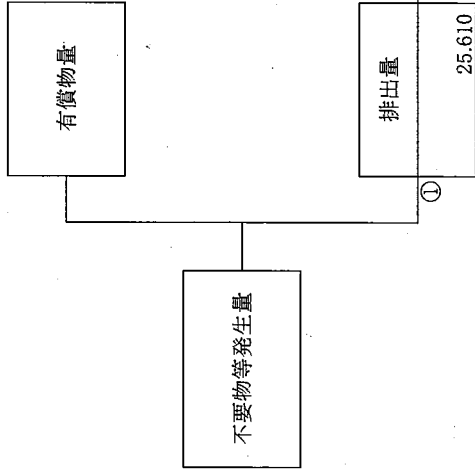 不要物等発生量
有償物量
①
排出量
25.610